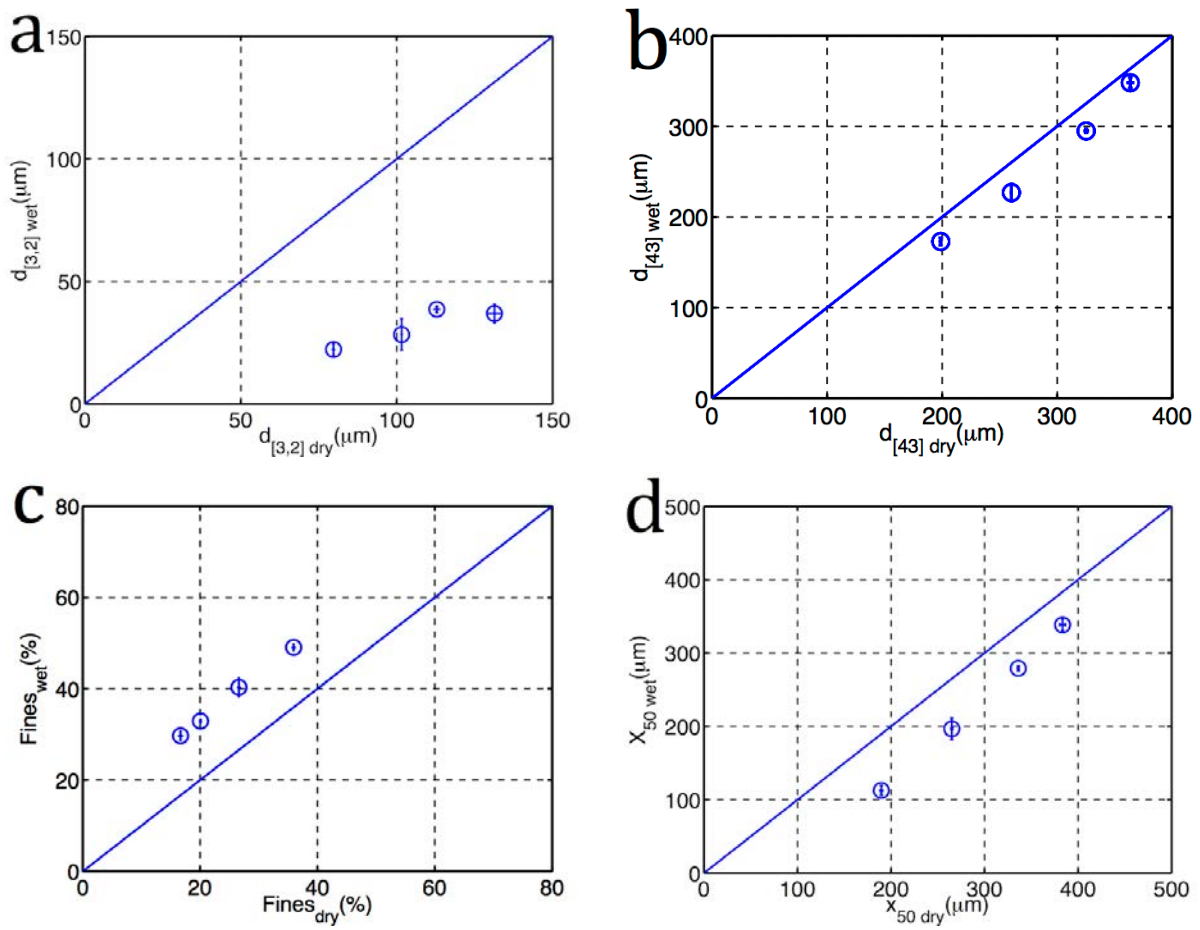 a
150
100
50
0
d[3,2] wet(μm)
0 50 100 150
d[3,2] dry(μm)
b
400
300
200
100
0
d[43] wet(μm)
0 100 200 300 400
d[43] dry(μm)
c
80
60
40
20
0
Fineswet(%)
0 20 40 60 80
Finesdry(%)
d
500
400
300
200
100
0
X50 wet(μm)
0 100 200 300 400 500
x50 dry(μm)